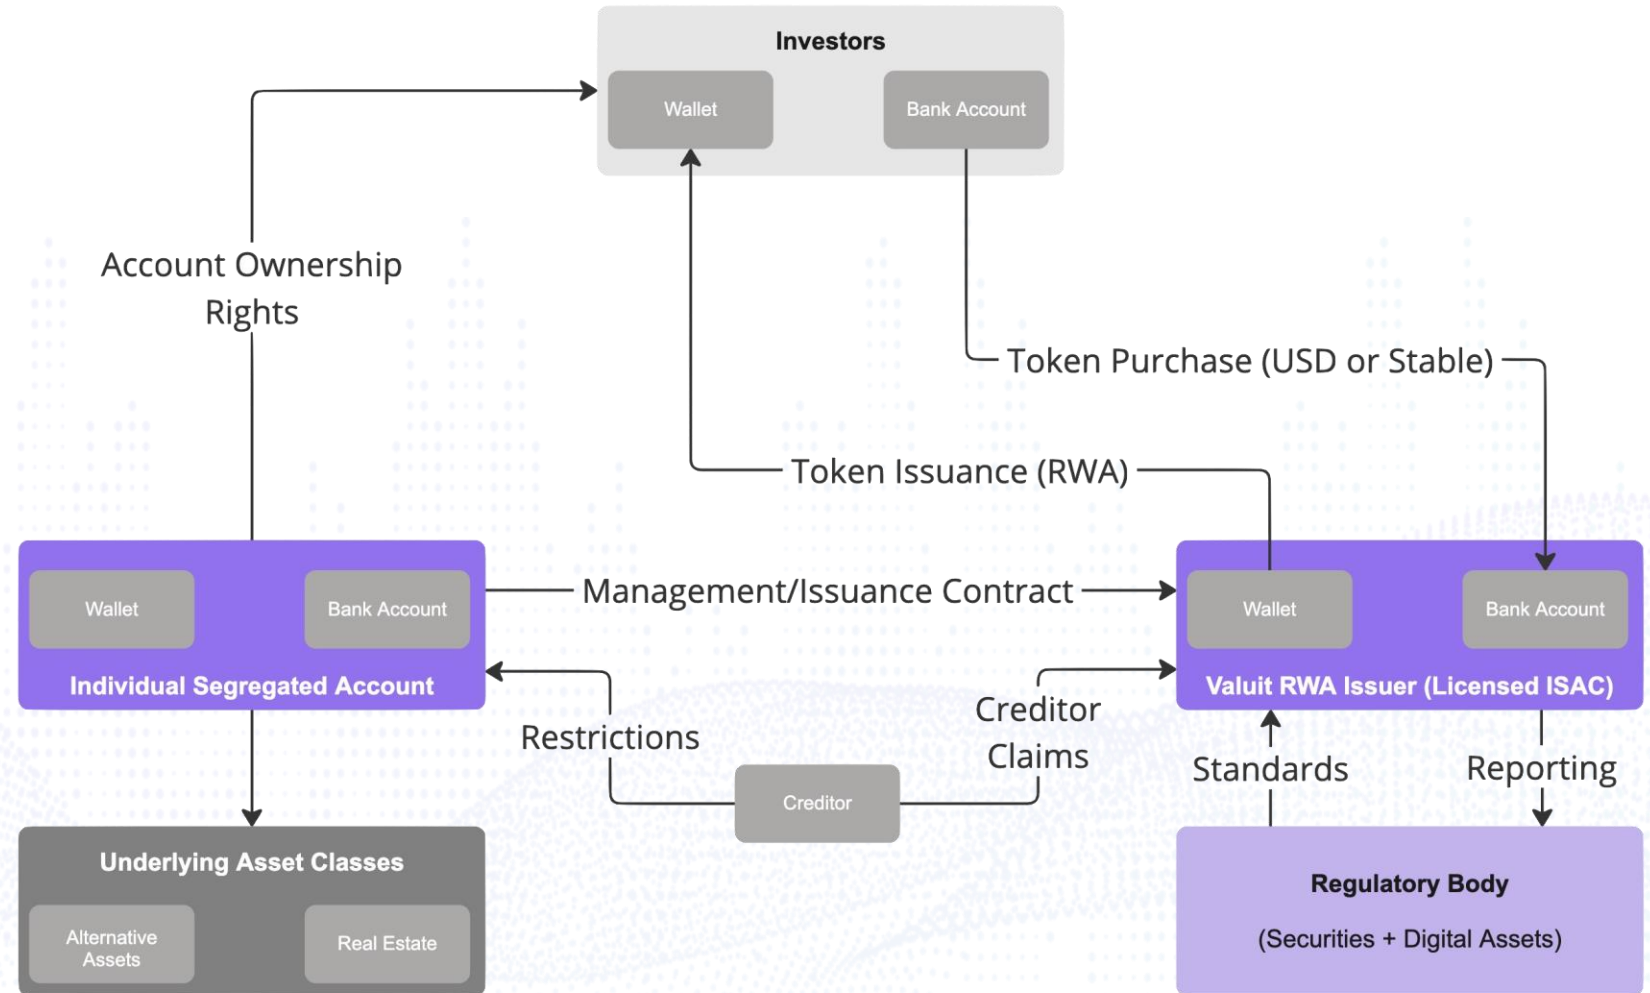 Investors
Wallet
Bank Account
Account Ownership
Rights
Token Purchase (USD or Stable)
Token Issuance (RWA)
Wallet
Bank Account
Individual Segregated Account
Management/Issuance Contract
Wallet
Bank Account
Valuit RWA Issuer (Licensed ISAC)
Restrictions
Creditor
Claims
Creditor
Standards
Reporting
Underlying Asset Classes
Alternative
Assets
Real Estate
Regulatory Body
(Securities + Digital Assets)